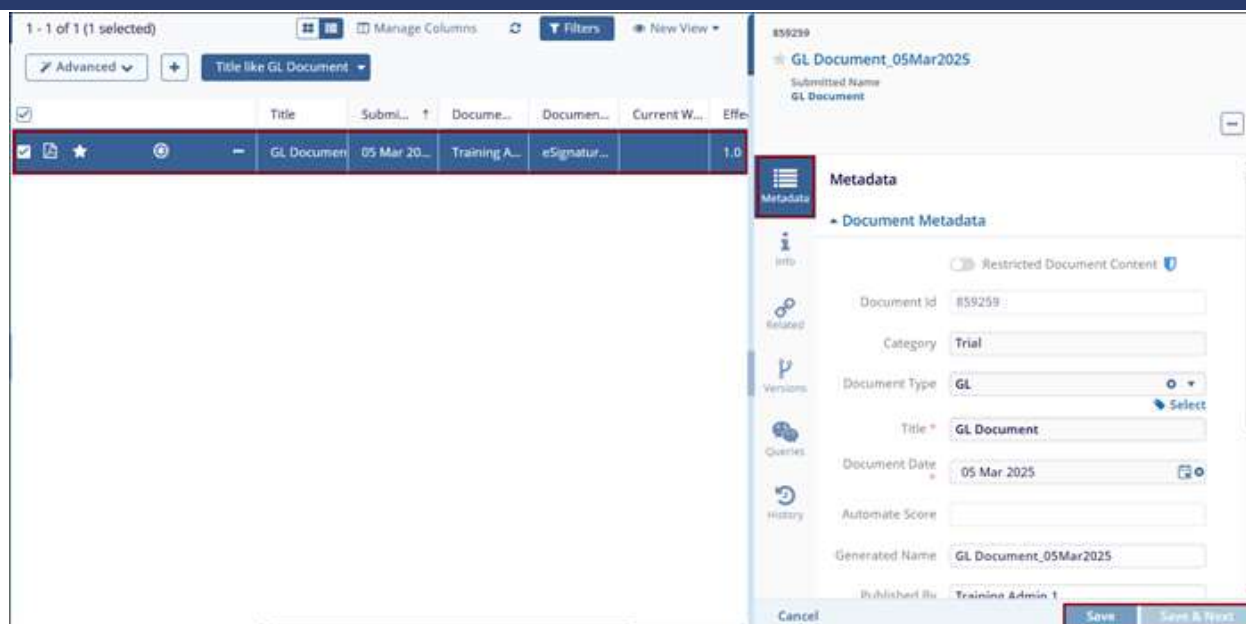 1 - 1 of 1 (1 selected)
Manage Columns
Filters
New View
Advanced
+
Title like GL Document
Title
Submi... ↑
Docume...
Documen...
Current W...
Effe
GL Documen
05 Mar 20...
Training A...
eSignatur...
1.0
859259
GL Document_05Mar2025
Submitted Name
GL Document
Metadata
Info
Related
Versions
Queries
History
Metadata
Document Metadata
Restricted Document Content
Document Id 859259
Category Trial
Document Type GL
Select
Title * GL Document
Document Date * 05 Mar 2025
Automate Score
Generated Name GL Document_05Mar2025
Published By Training Admin 1
Cancel
Save
Save & Next